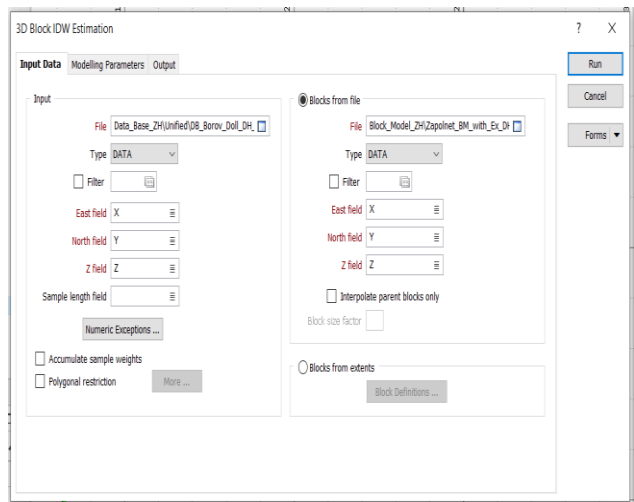 3D Block IDW Estimation
? X
Input Data Modelling Parameters Output
Run
Cancel
Forms
Input
File Data_Base_ZH\Unified\DB_Borov_Doll_DH_
Type DATA
Filter
East field X
North field Y
Z field Z
Sample length field
Numeric Exceptions ...
Accumulate sample weights
Polygonal restriction More ...
Blocks from file
File Block_Model_ZH\Zapolnet_BM_with_Ex_DH
Type DATA
Filter
East field X
North field Y
Z field Z
Interpolate parent blocks only
Block size factor
Blocks from extents
Block Definitions ...